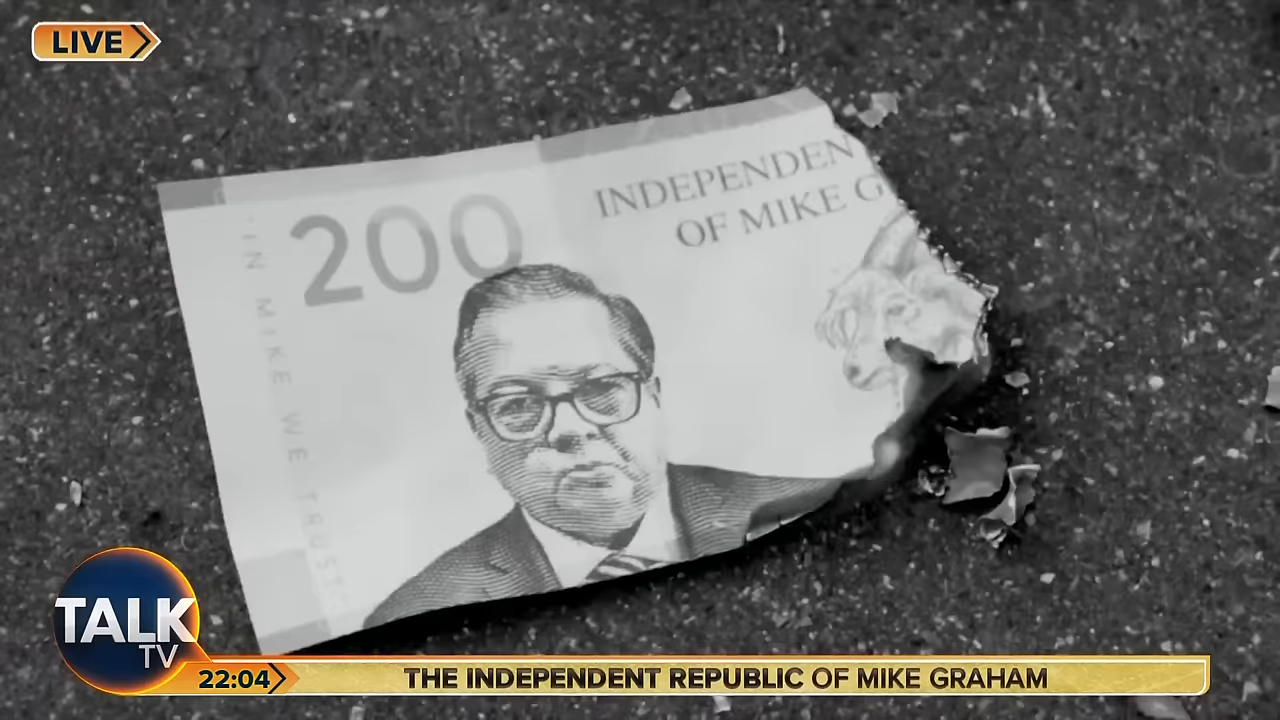 LIVE
200
INDEPENDEN
OF MIKE G
IN MIKE WE TRUST
TALK
TV
22:04
THE INDEPENDENT REPUBLIC OF MIKE GRAHAM